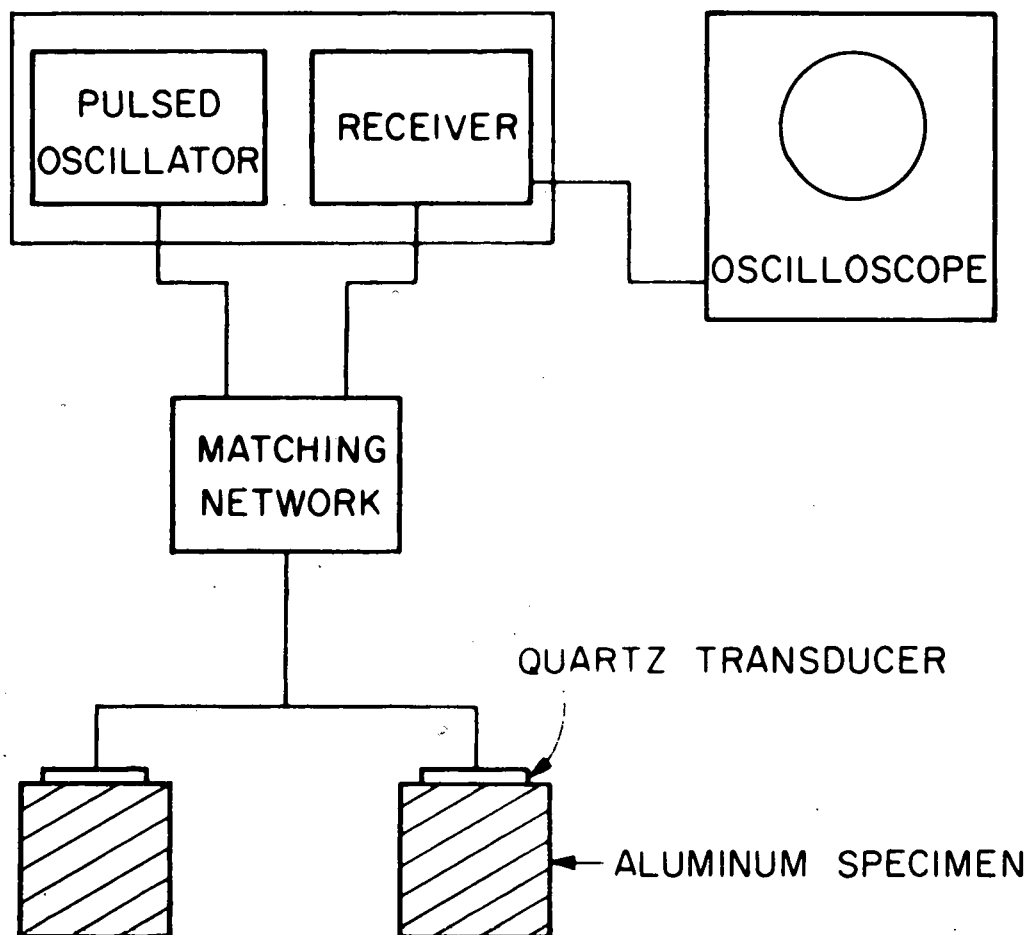 PULSED
OSCILLATOR
RECEIVER
OSCILLOSCOPE
MATCHING
NETWORK
QUARTZ TRANSDUCER
ALUMINUM SPECIMEN